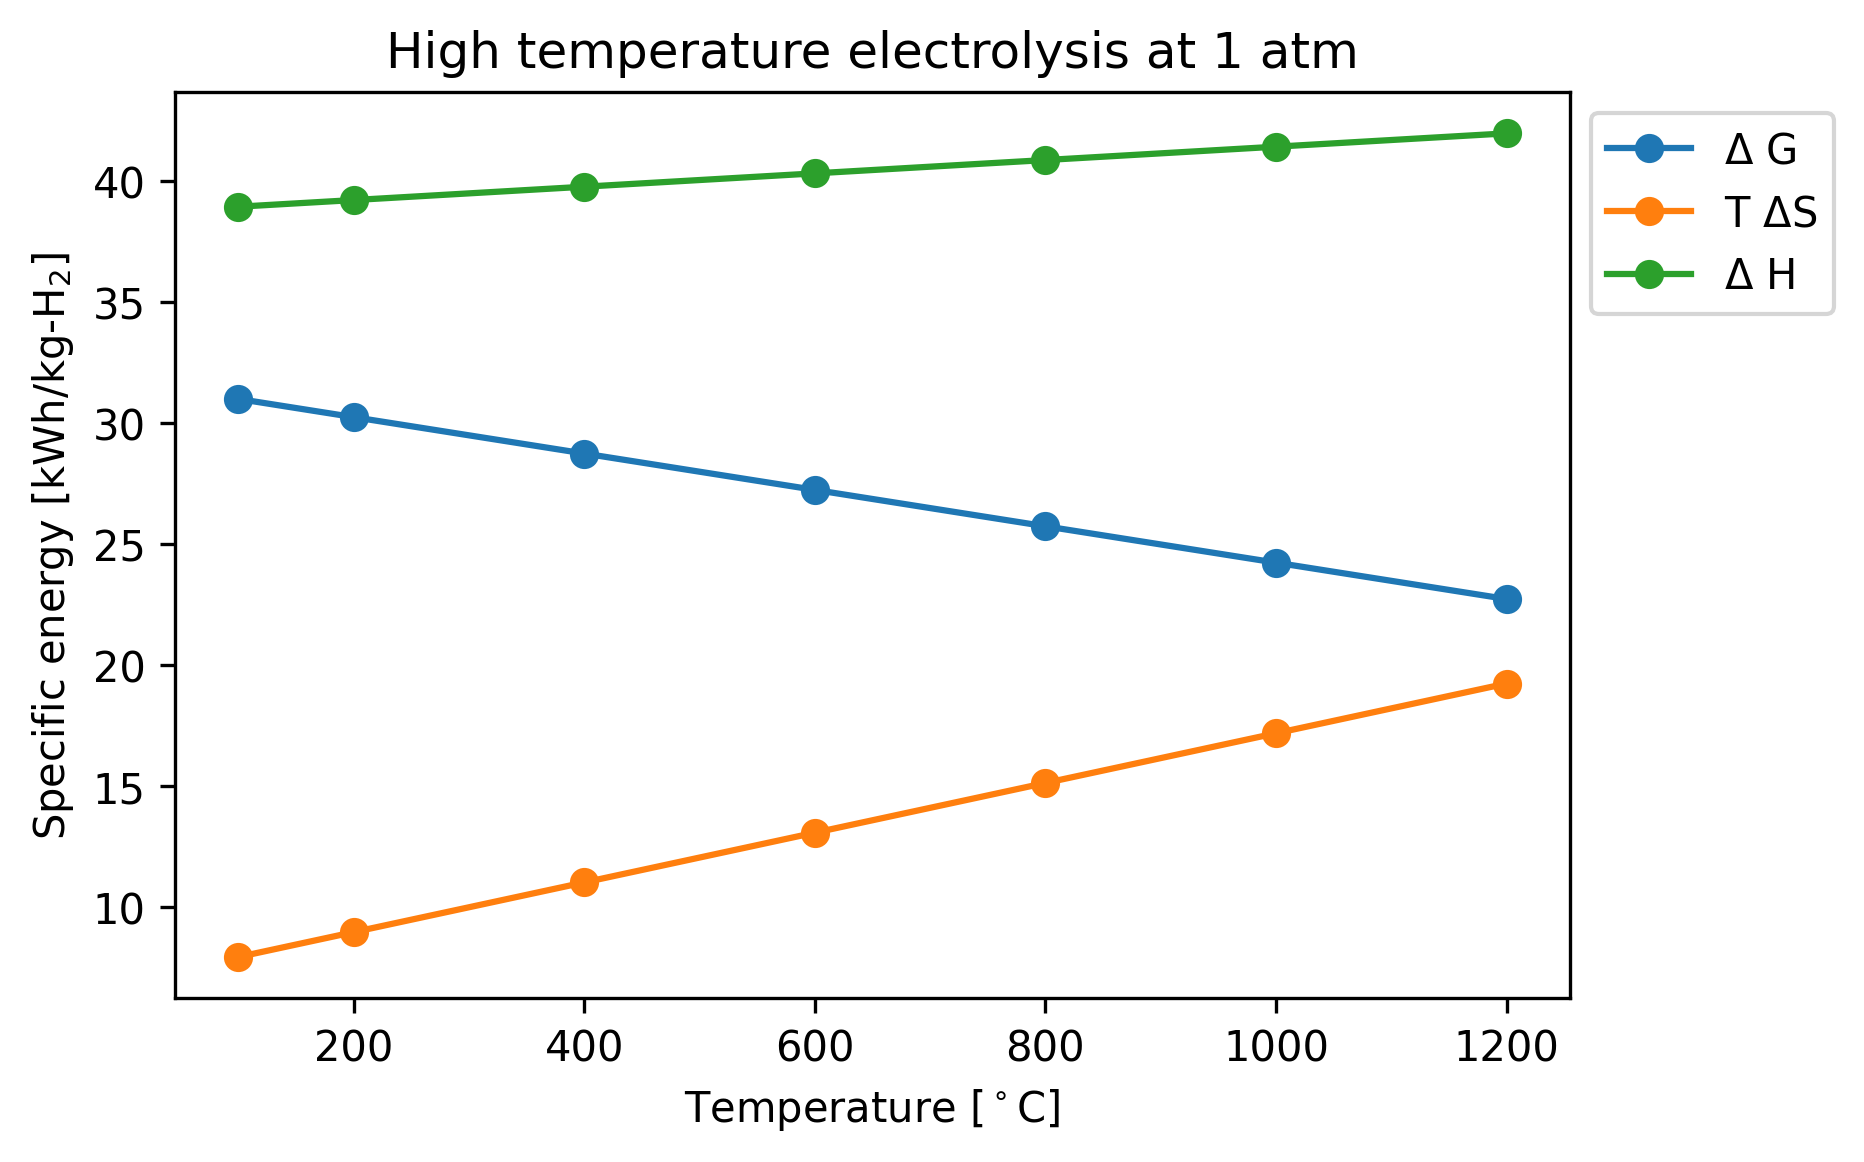 High temperature electrolysis at 1 atm
Specific energy [kWh/kg-H₂]
40
35
30
25
20
15
10
200 400 600 800 1000 1200
Temperature [°C]
Δ G
T ΔS
Δ H